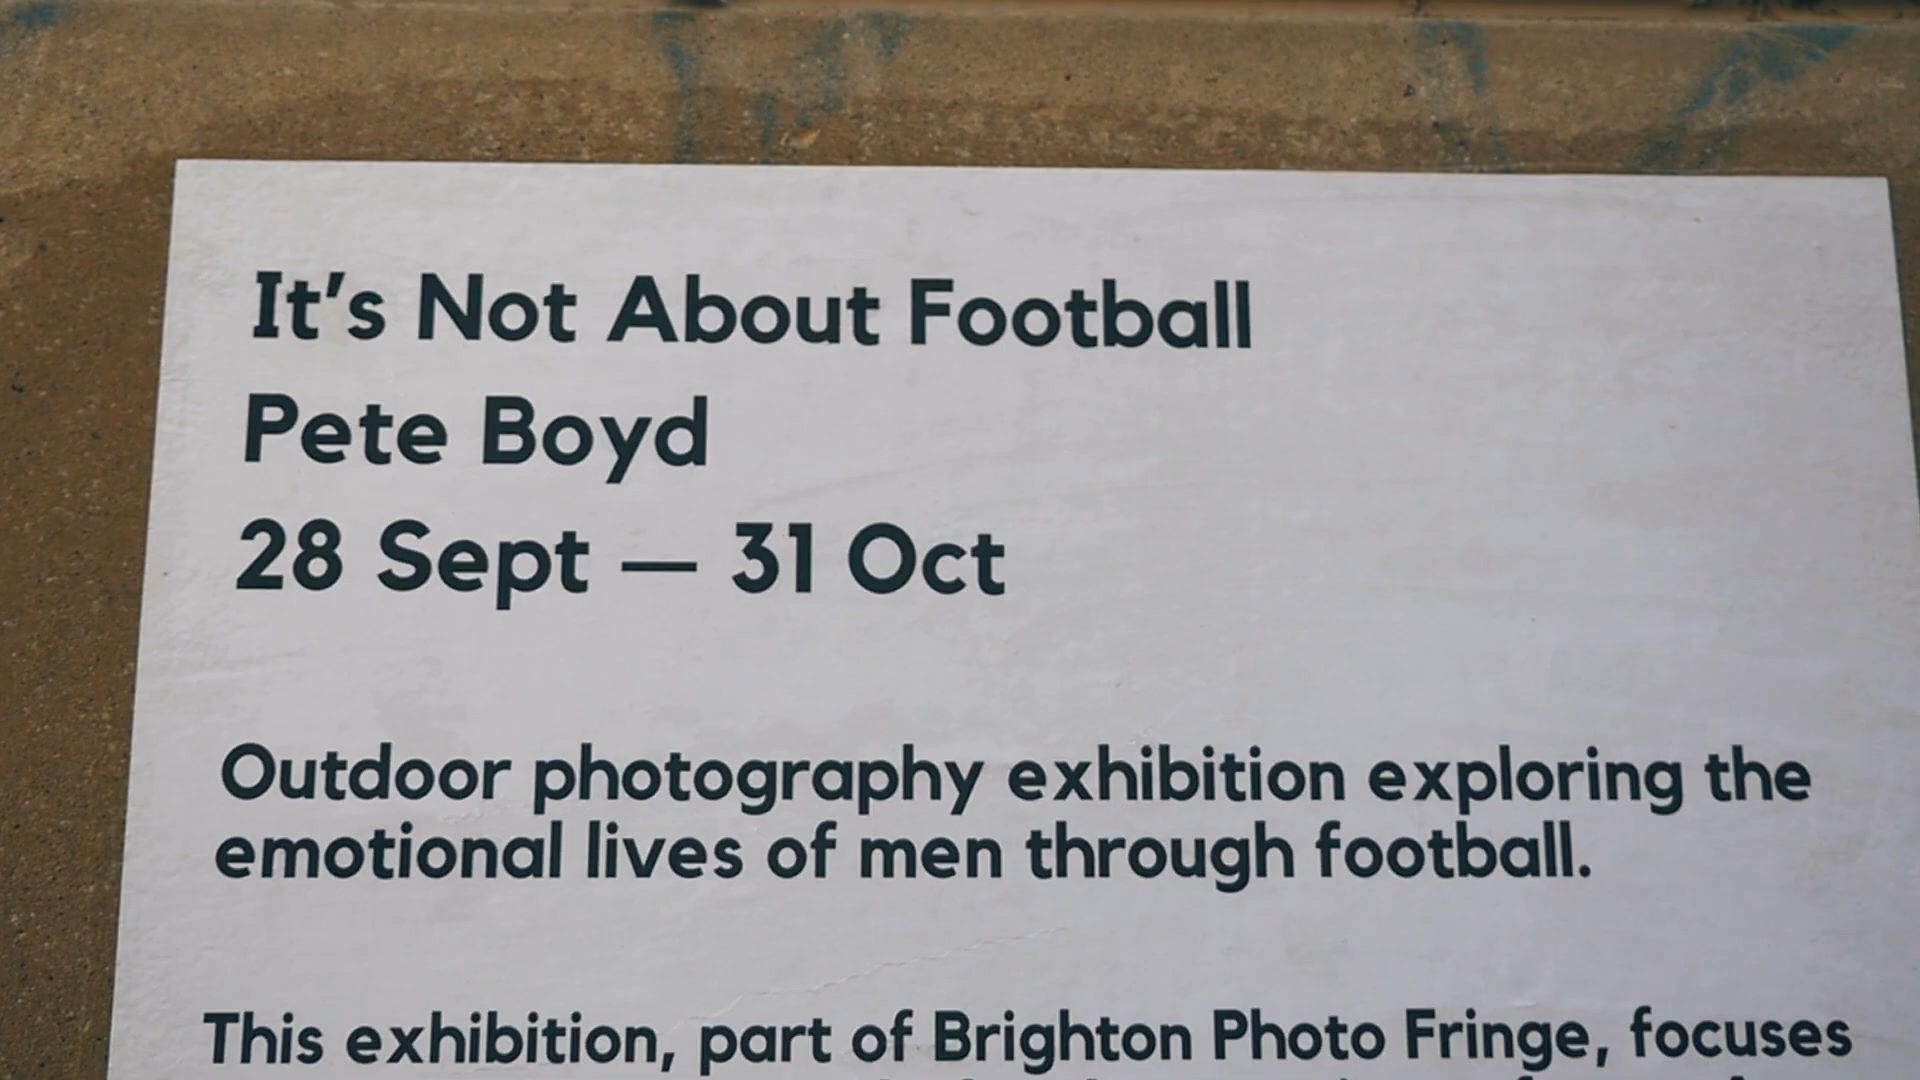 It's Not About Football
Pete Boyd
28 Sept — 31 Oct
Outdoor photography exhibition exploring the
emotional lives of men through football.
This exhibition, part of Brighton Photo Fringe, focuses